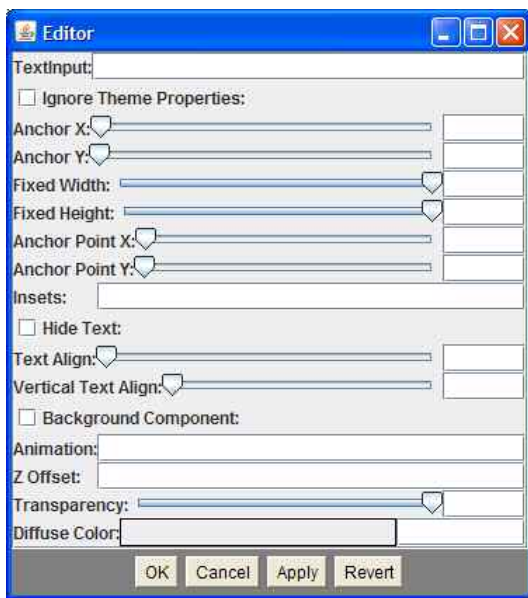 Editor
TextInput:
Ignore Theme Properties:
Anchor X:
Anchor Y:
Fixed Width:
Fixed Height:
Anchor Point X:
Anchor Point Y:
Insets:
Hide Text:
Text Align:
Vertical Text Align:
Background Component:
Animation:
Z Offset:
Transparency:
Diffuse Color:
OK Cancel Apply Revert